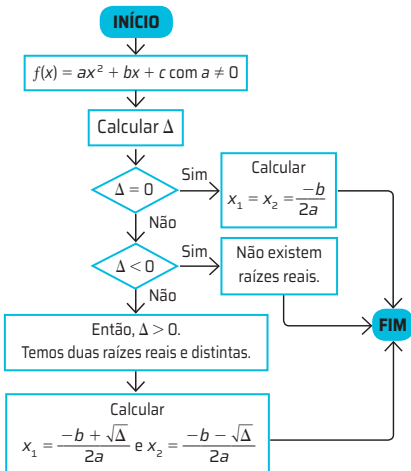 INÍCIO
f(x) = ax² + bx + c com a ≠ 0
Calcular Δ
Δ = 0
Sim
Calcular
x₁ = x₂ = −b/2a
Não
Δ < 0
Sim
Não existem
raízes reais.
Não
FIM
Então, Δ > 0.
Temos duas raízes reais e distintas.
Calcular
x₁ = (−b + √Δ)/2a e x₂ = (−b − √Δ)/2a